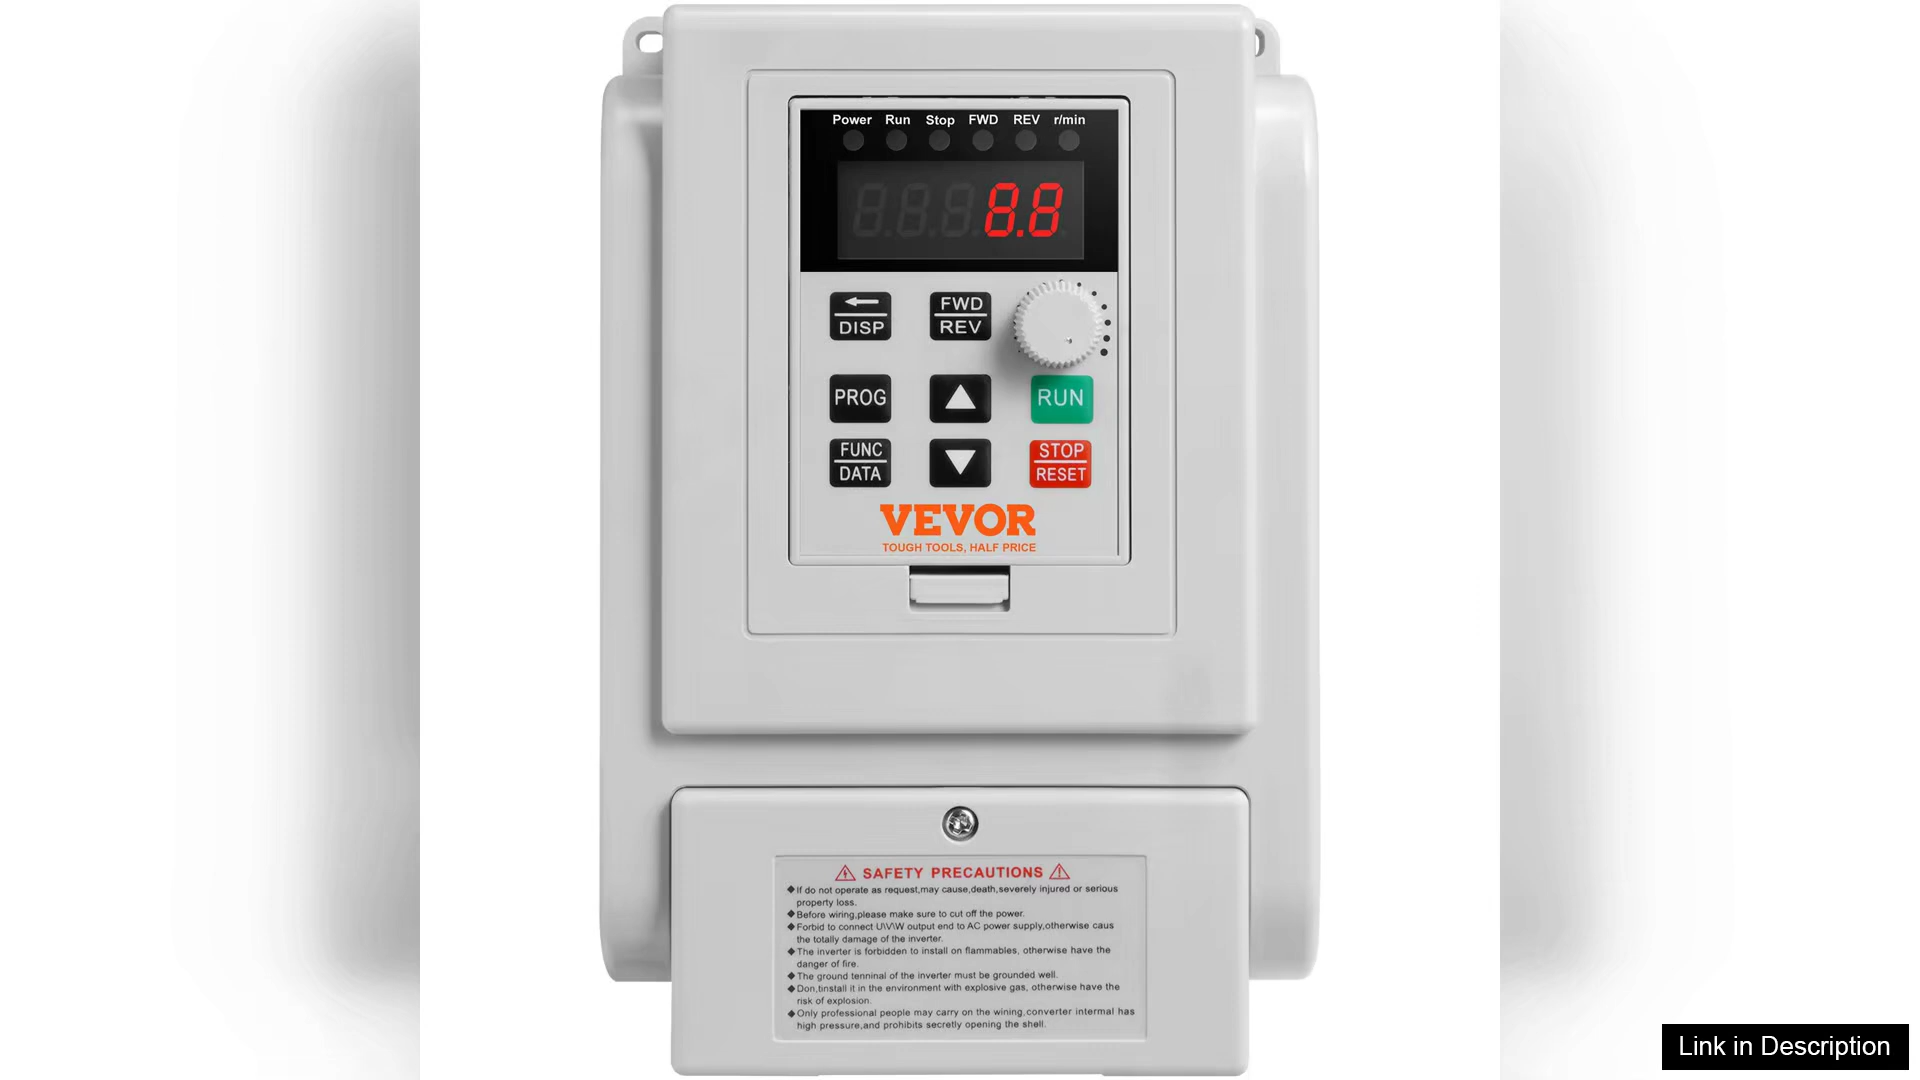 Power Run Stop FWD REV r/min
8.8.8.8.8.
DISP
FWD
REV
PROG
RUN
FUNC
DATA
STOP
RESET
VEVOR
TOUGH TOOLS, HALF PRICE
SAFETY PRECAUTIONS
◆If do not operate as request,may cause,death,severely injured or serious
property loss.
◆Before wiring,please make sure to cut off the power.
◆Forbid to connect U\V\W output end to AC power supply,otherwise caus
the totally damage of the inverter.
◆The inverter is forbidden to install on flammables, otherwise have the
danger of fire.
◆The ground tenninal of the inverter must be grounded well.
◆Don,tinstall it in the environment with explosive gas, otherwise have the
risk of explosion.
◆Only professional people may carry on the wining,converter intermal has
high pressure,and prohibits secretly opening the shell.
Link in Description